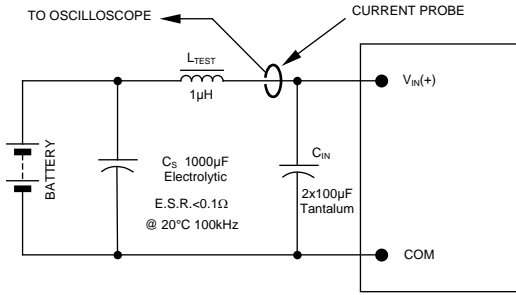 TO OSCILLOSCOPE
CURRENT PROBE
LTEST
1µH
VIN(+)
BATTERY
CS 1000µF
Electrolytic
E.S.R.<0.1Ω
@ 20°C 100kHz
CIN
2x100µF
Tantalum
COM